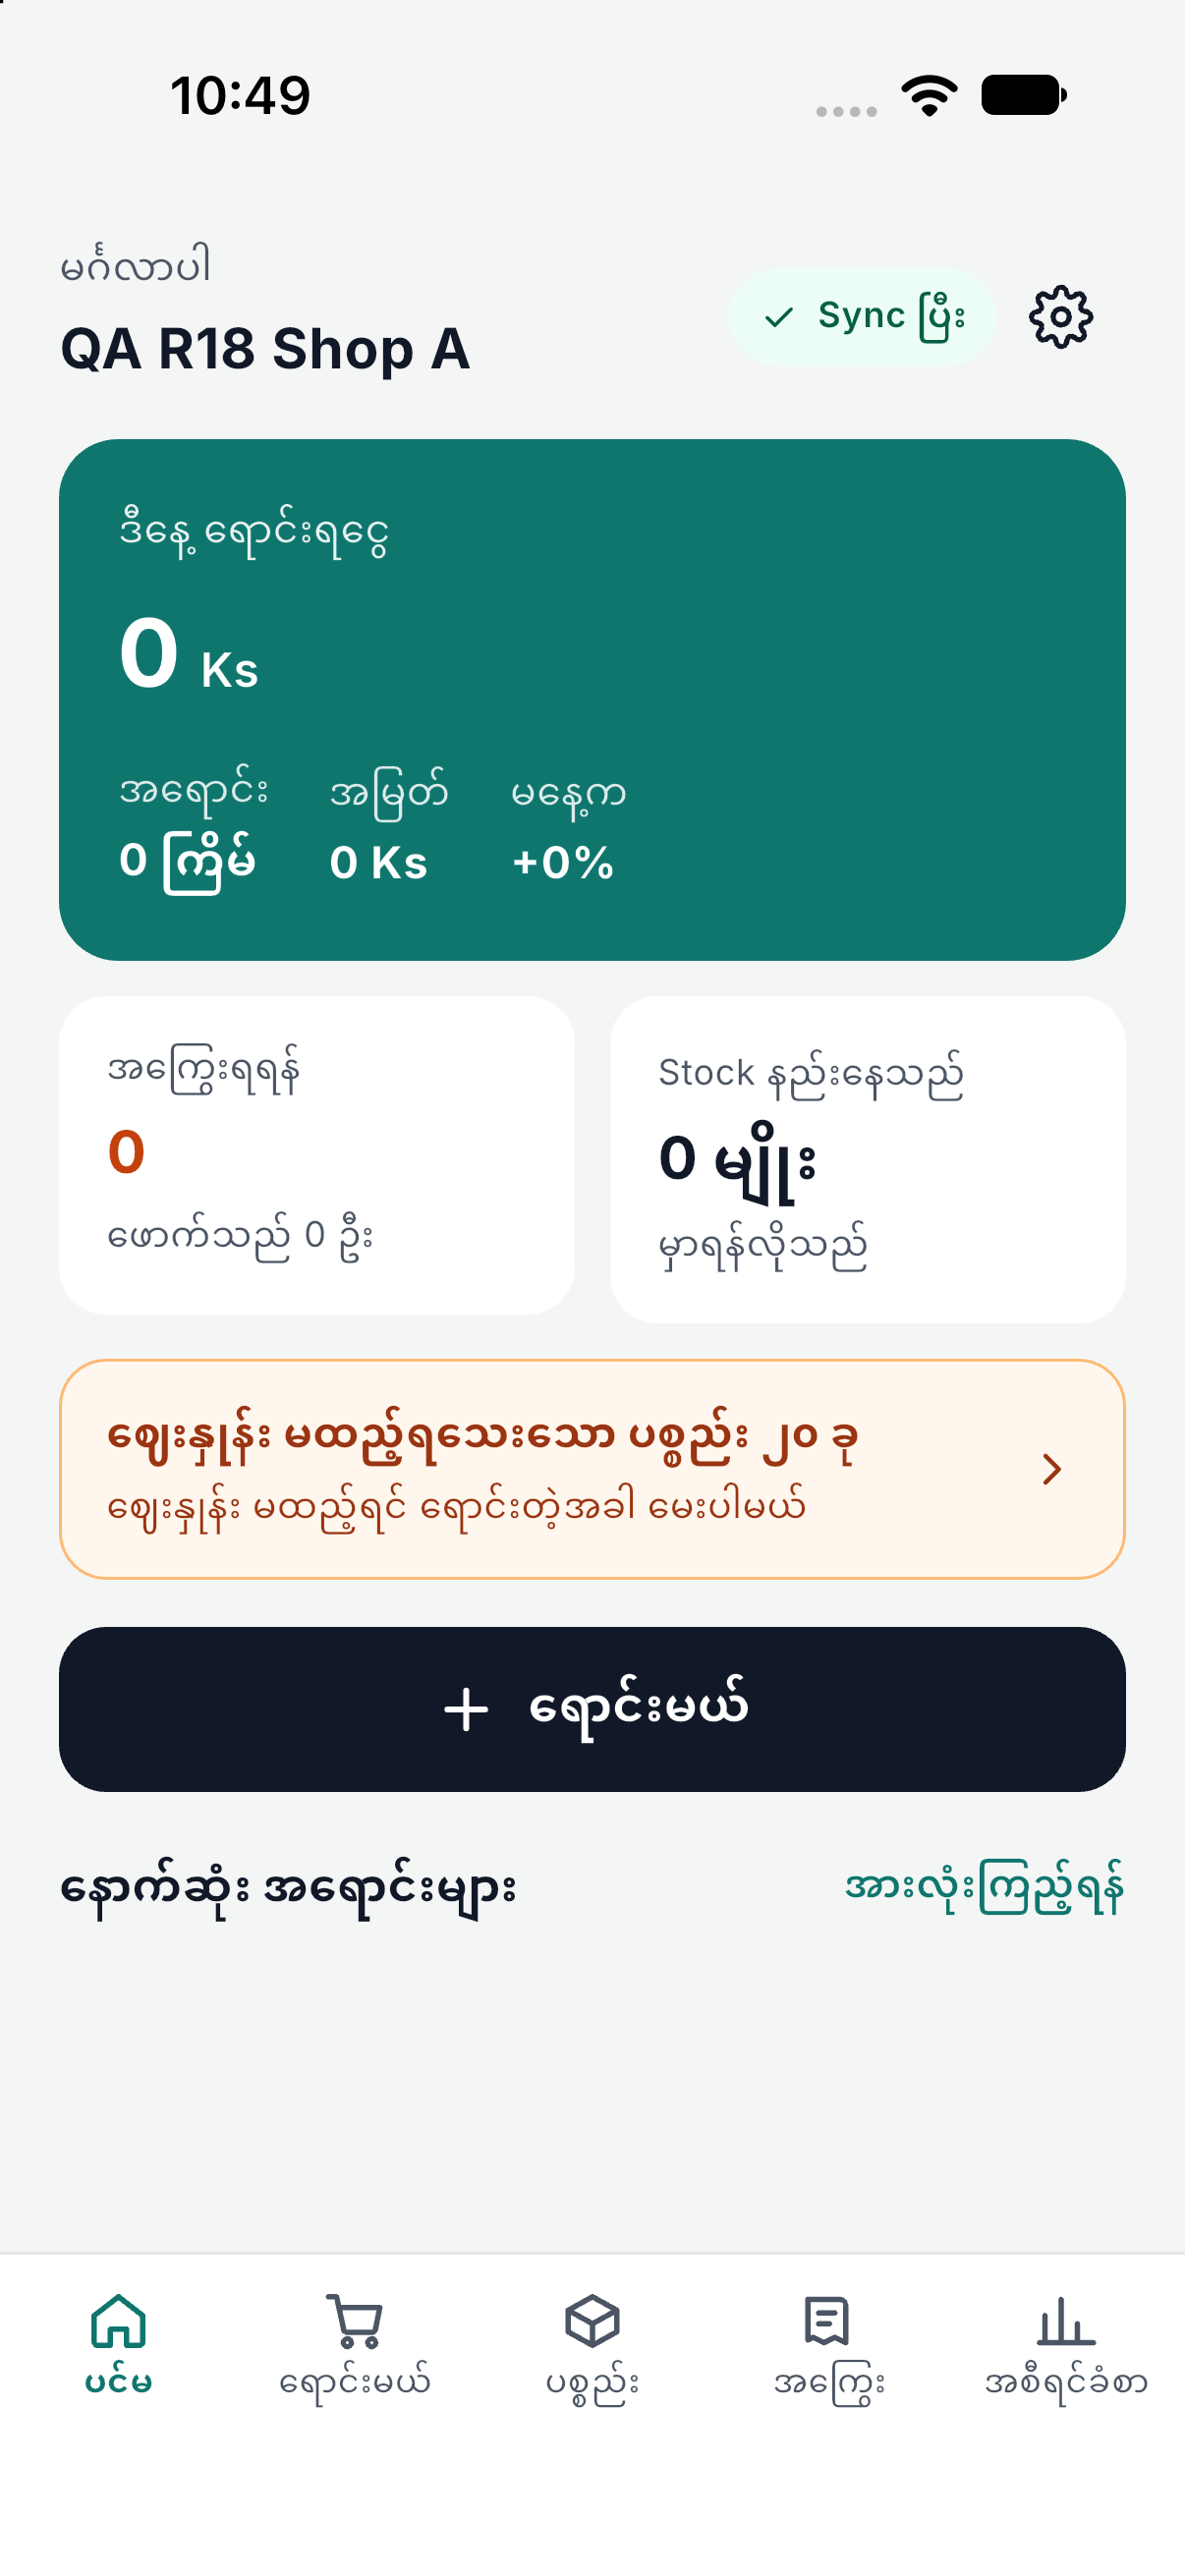 10:49
မင်္ဂလာပါ
QA R18 Shop A
Sync ပြီး
ဒီနေ့ ရောင်းရငွေ
0 Ks
အရောင်း အမြတ် မနေ့က
0 ကြိမ် 0 Ks +0%
အကြွေးရရန်
0
ဖောက်သည် 0 ဦး
Stock နည်းနေသည်
0 မျိုး
မှာရန်လိုသည်
ဈေးနှုန်း မထည့်ရသေးသော ပစ္စည်း ၂၀ ခု
ဈေးနှုန်း မထည့်ရင် ရောင်းတဲ့အခါ မေးပါမယ်
ရောင်းမယ်
နောက်ဆုံး အရောင်းများ
အားလုံးကြည့်ရန်
ပင်မ ရောင်းမယ် ပစ္စည်း အကြွေး အစီရင်ခံစာ